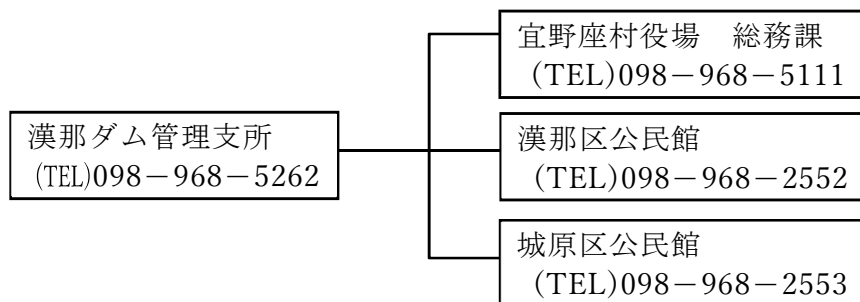 宜野座村役場　総務課
(TEL)098－968－5111
漢那ダム管理支所
(TEL)098－968－5262
漢那区公民館
(TEL)098－968－2552
城原区公民館
(TEL)098－968－2553